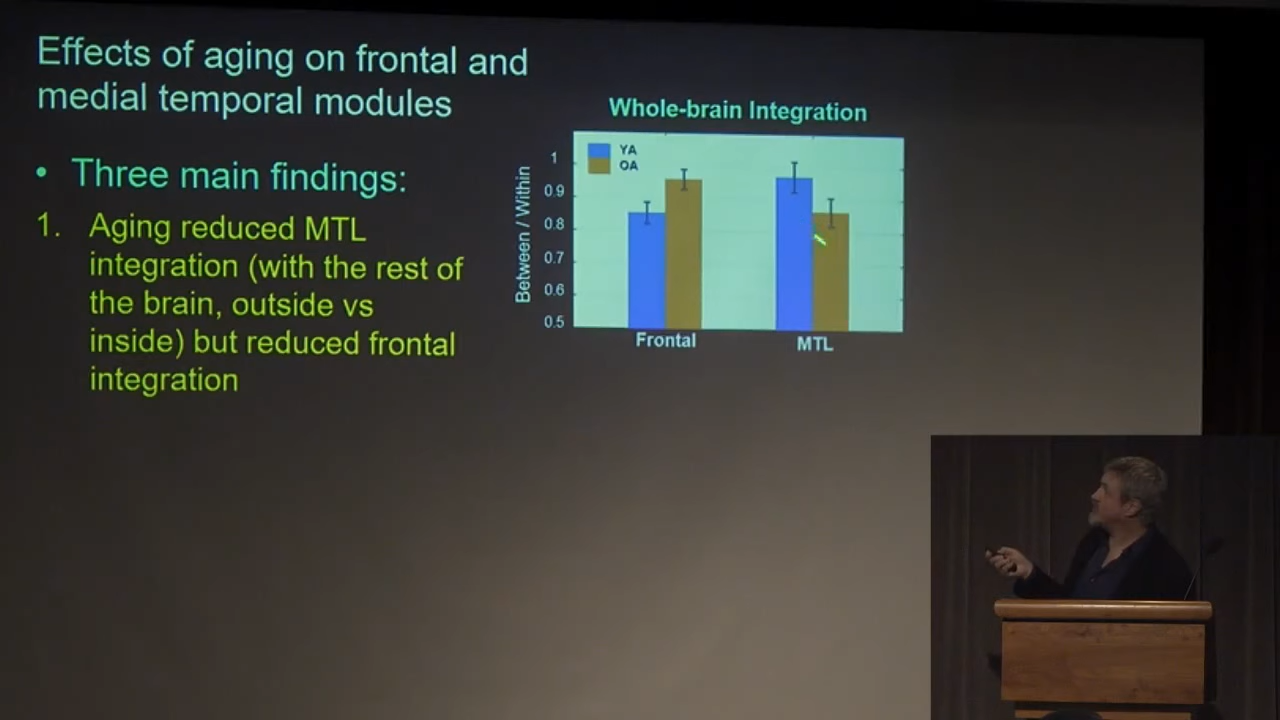 Effects of aging on frontal and
medial temporal modules
• Three main findings:
1. Aging reduced MTL
integration (with the rest of
the brain, outside vs
inside) but reduced frontal
integration
Whole-brain Integration
YA
OA
Between / Within
1
0.9
0.8
0.7
0.6
0.5
Frontal
MTL